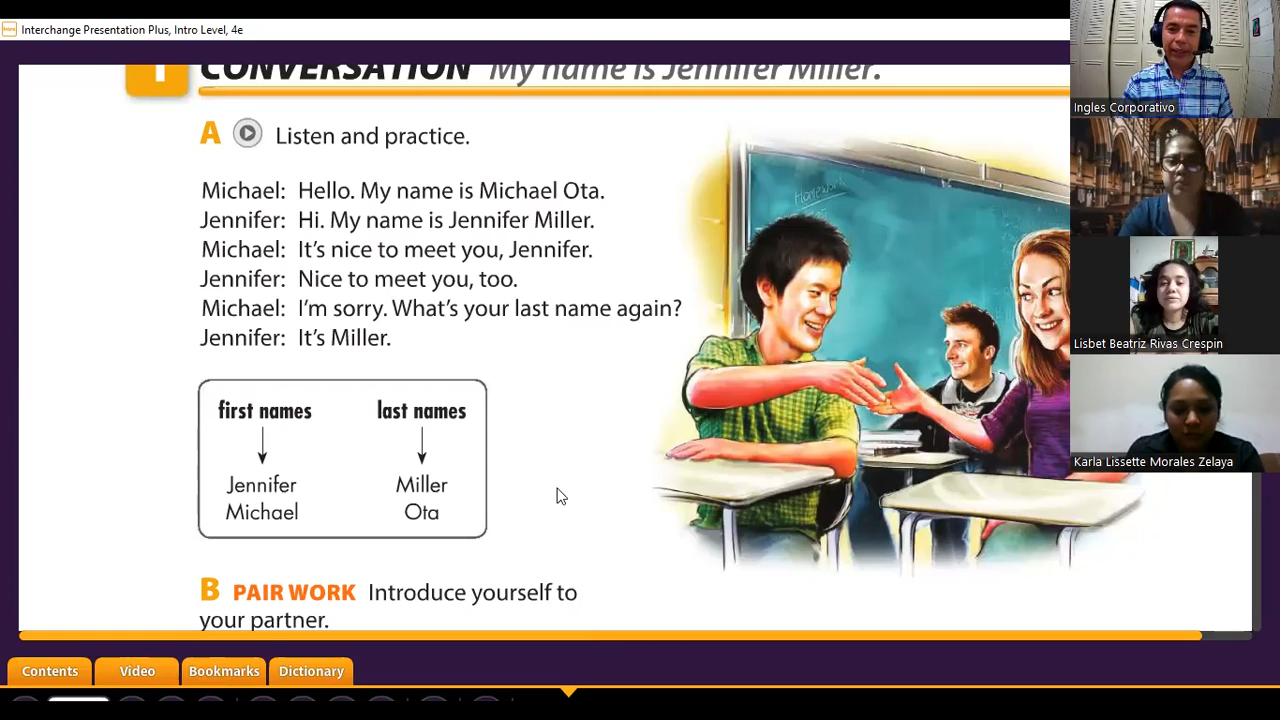 Interchange Presentation Plus, Intro Level, 4e
1 CONVERSATION My name is Jennifer Miller.
A Listen and practice.
Michael: Hello. My name is Michael Ota.
Jennifer: Hi. My name is Jennifer Miller.
Michael: It's nice to meet you, Jennifer.
Jennifer: Nice to meet you, too.
Michael: I'm sorry. What's your last name again?
Jennifer: It's Miller.
first names last names
Jennifer Miller
Michael Ota
B PAIR WORK Introduce yourself to
your partner.
Homework
Ingles Corporativo
Lisbet Beatriz Rivas Crespin
Karla Lissette Morales Zelaya
Contents Video Bookmarks Dictionary